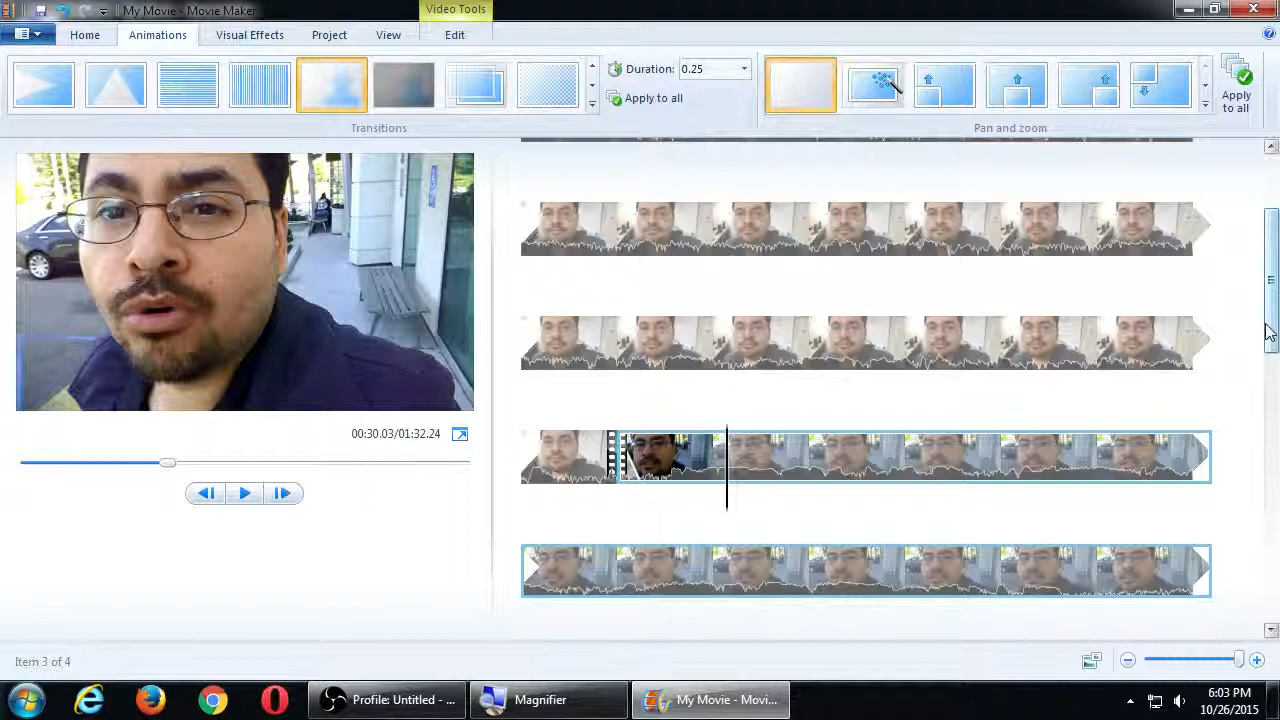 My Movie - Movie Maker
Video Tools
Home
Animations
Visual Effects
Project
View
Edit
Duration: 0.25
Apply to all
Transitions
Apply to all
Pan and zoom
00:30.03/01:32.24
Item 3 of 4
Profile: Untitled - ...
Magnifier
My Movie - Movi...
6:03 PM
10/26/2015